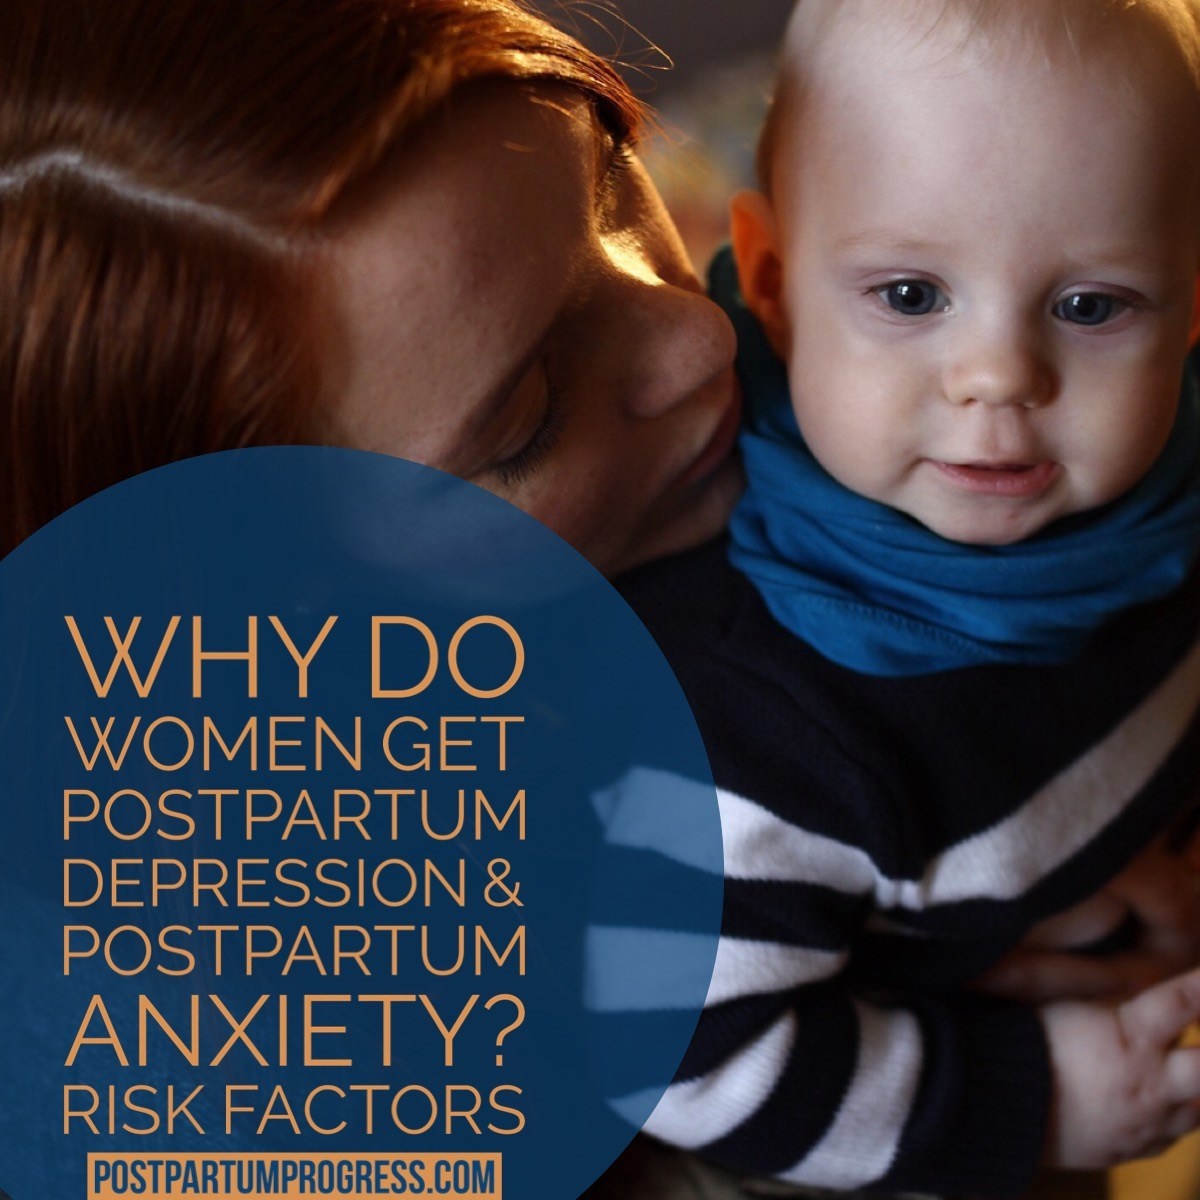 WHY DO
WOMEN GET
POSTPARTUM
DEPRESSION &
POSTPARTUM
ANXIETY?
RISK FACTORS
POSTPARTUMPROGRESS.COM